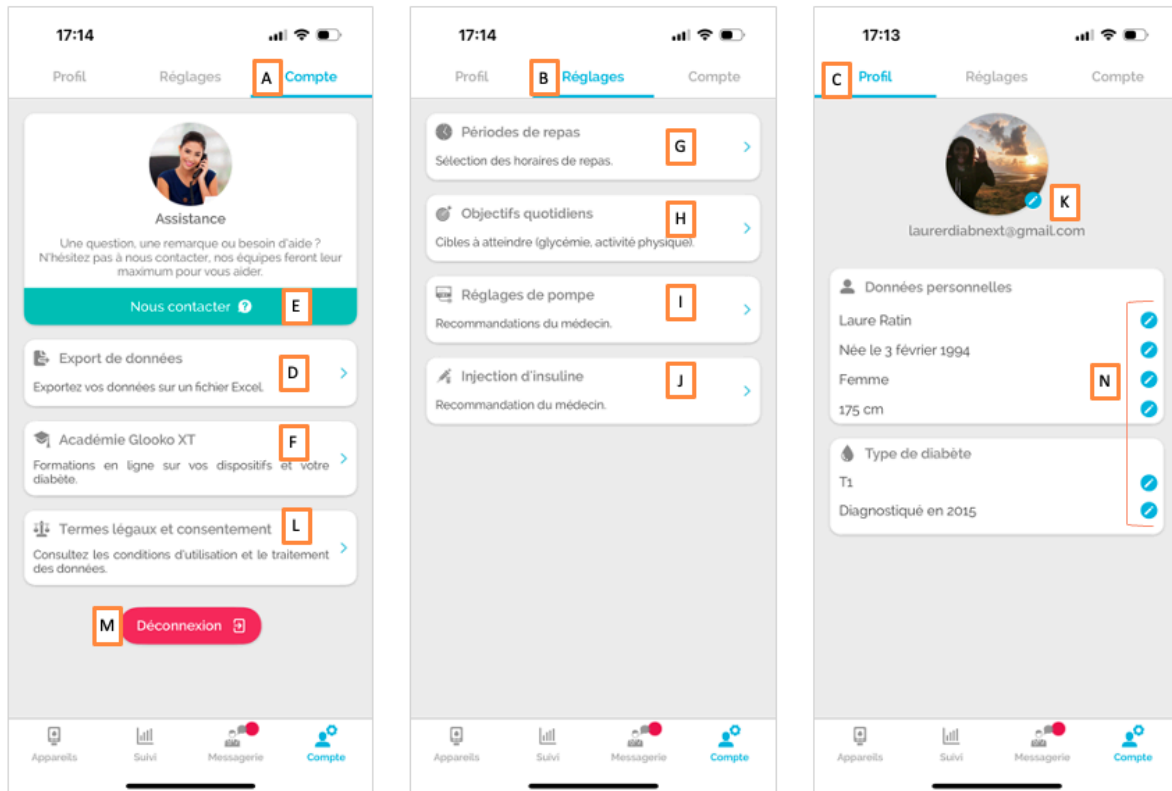 17:14
Profil Réglages A Compte
Assistance
Une question, une remarque ou besoin d'aide ?
N'hésitez pas à nous contacter, nos équipes feront leur
maximum pour vous aider.
Nous contacter ? E
Export de données
D
Exportez vos données sur un fichier Excel.
Académie Glooko XT F
Formations en ligne sur vos dispositifs et votre
diabète.
Termes légaux et consentement L
Consultez les conditions d'utilisation et le traitement
des données.
M Déconnexion
Appareils Suivi Messagerie Compte
17:14
Profil B Réglages Compte
Périodes de repas
G
Sélection des horaires de repas.
Objectifs quotidiens
H
Cibles à atteindre (glycémie, activité physique).
Réglages de pompe
I
Recommandations du médecin.
Injection d'insuline
J
Recommandation du médecin.
Appareils Suivi Messagerie Compte
17:13
C Profil Réglages Compte
K
laurerdiabnext@gmail.com
Données personnelles
Laure Ratin
Née le 3 février 1994
Femme N
175 cm
Type de diabète
T1
Diagnostiqué en 2015
Appareils Suivi Messagerie Compte